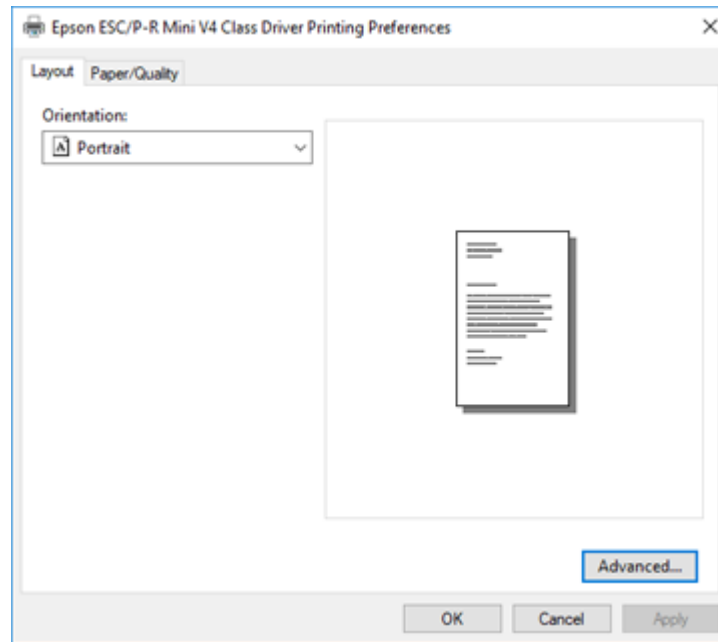 Epson ESC/P-R Mini V4 Class Driver Printing Preferences
Layout Paper/Quality
Orientation:
A Portrait
Advanced...
OK Cancel Apply